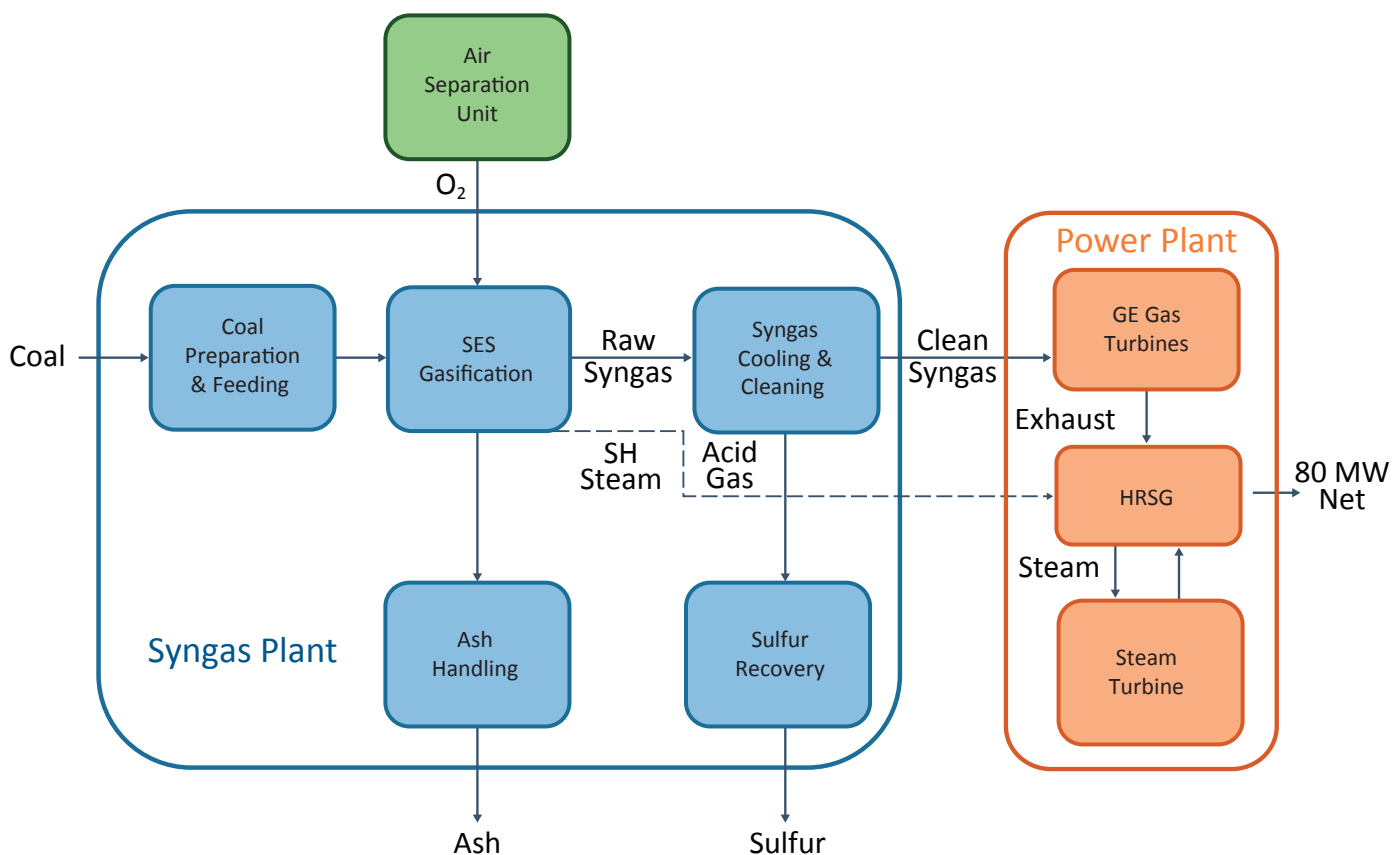 Air
Separation
Unit
O₂
Power Plant
Coal
Coal
Preparation
& Feeding
SES
Gasification
Raw
Syngas
Syngas
Cooling &
Cleaning
Clean
Syngas
GE Gas
Turbines
Exhaust
SH
Steam
Acid
Gas
HRSG
80 MW
Net
Steam
Syngas Plant
Ash
Handling
Sulfur
Recovery
Steam
Turbine
Ash
Sulfur